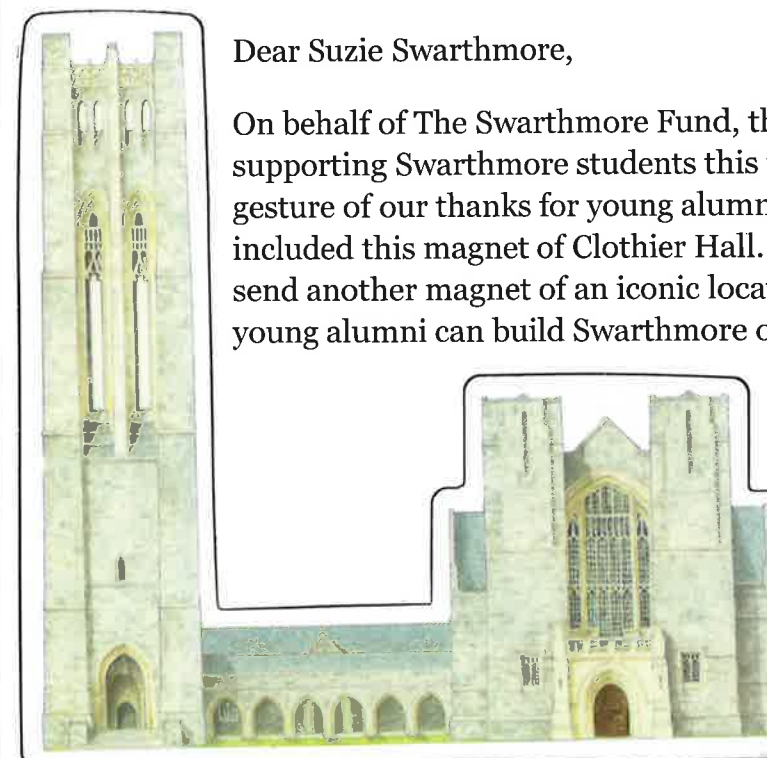 Dear Suzie Swarthmore,
On behalf of The Swarthmore Fund, th
supporting Swarthmore students this
gesture of our thanks for young alumn
included this magnet of Clothier Hall.
send another magnet of an iconic loca
young alumni can build Swarthmore o